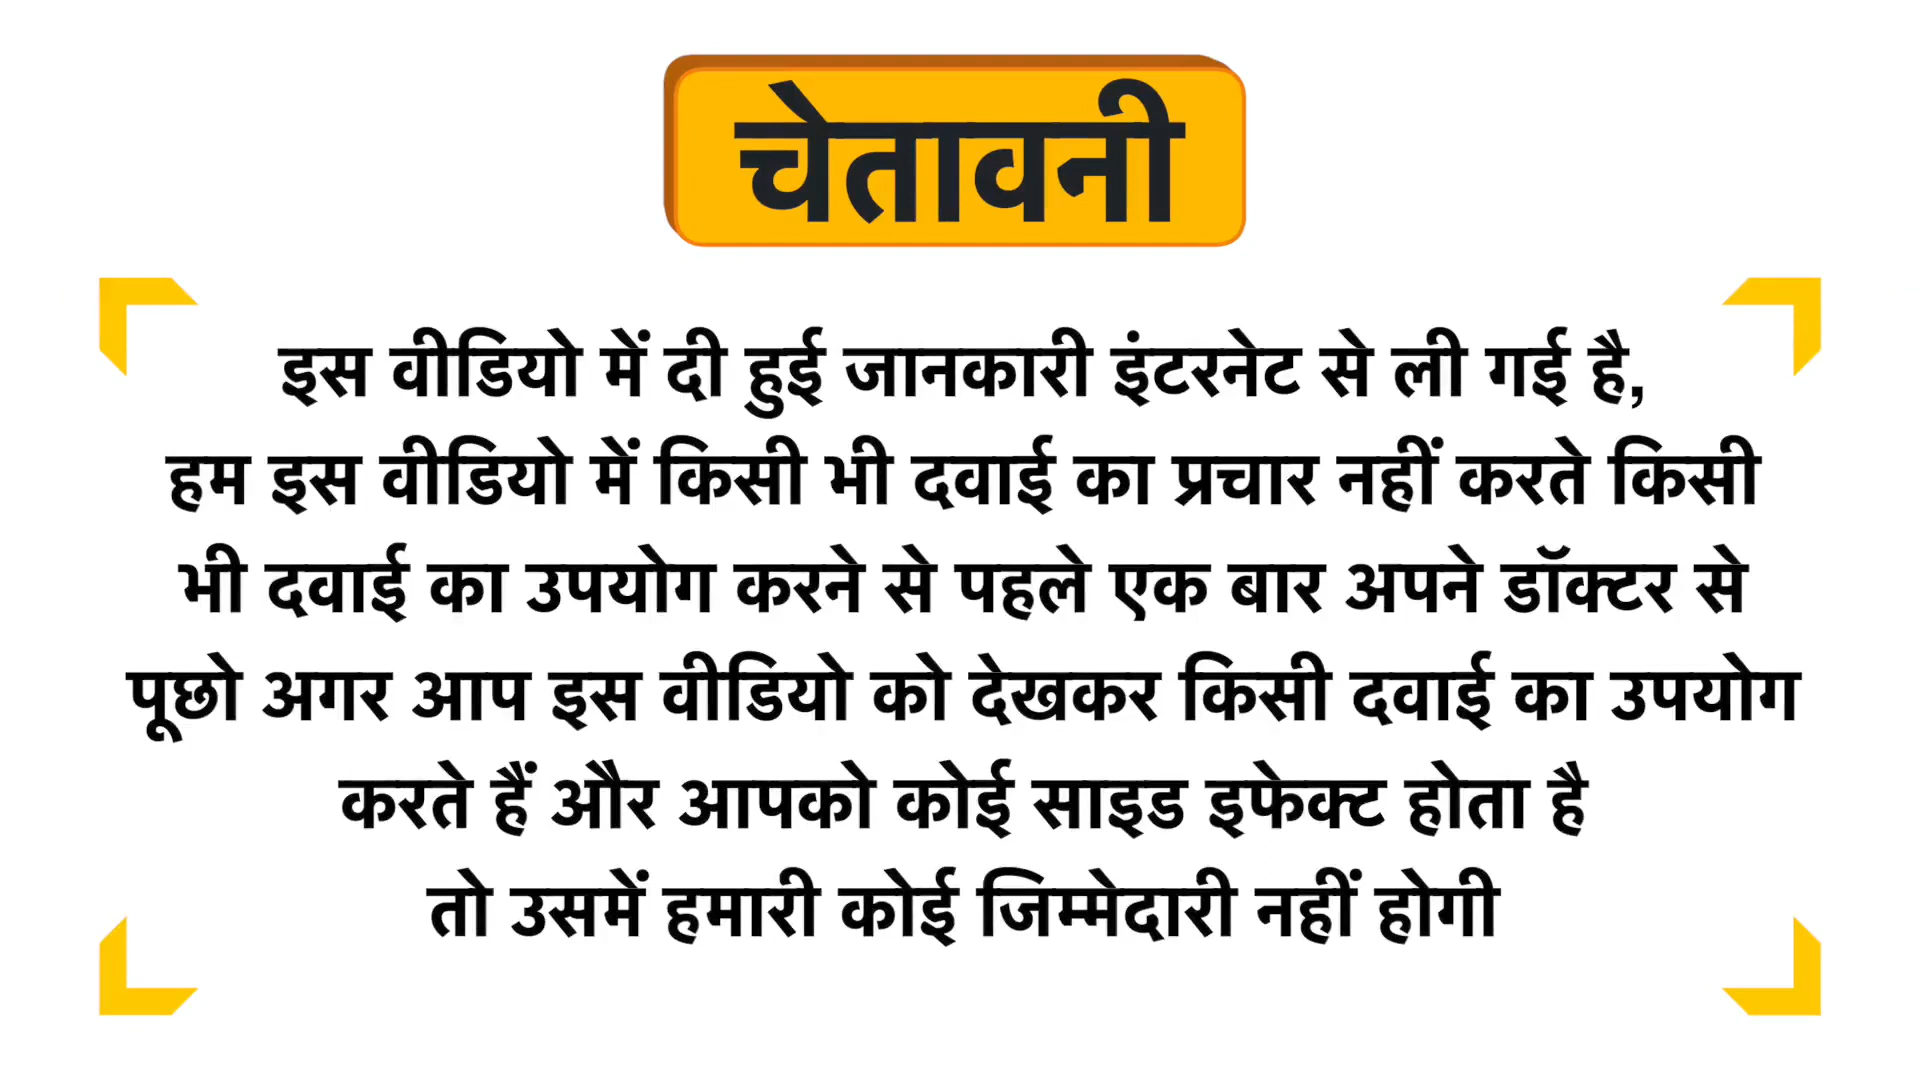 चेतावनी
इस वीडियो में दी हुई जानकारी इंटरनेट से ली गई है,
हम इस वीडियो में किसी भी दवाई का प्रचार नहीं करते किसी
भी दवाई का उपयोग करने से पहले एक बार अपने डॉक्टर से
पूछो अगर आप इस वीडियो को देखकर किसी दवाई का उपयोग
करते हैं और आपको कोई साइड इफेक्ट होता है
तो उसमें हमारी कोई जिम्मेदारी नहीं होगी